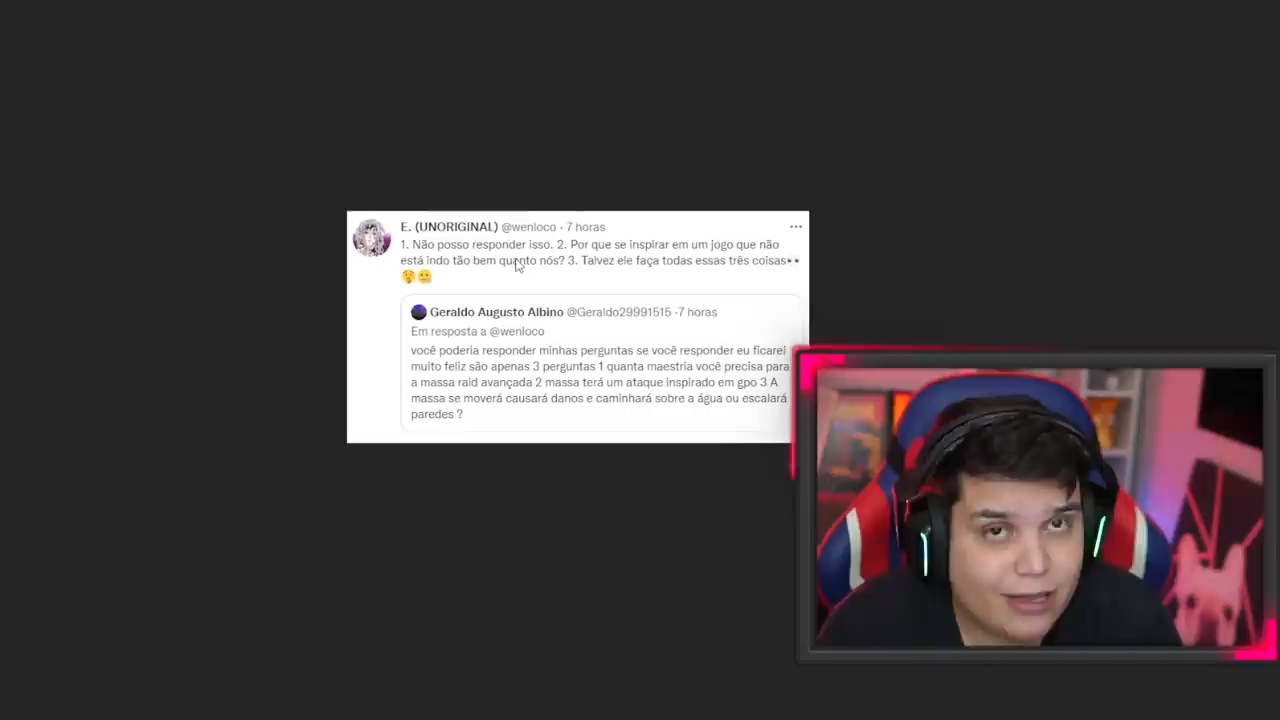 E. (UNORIGINAL) @wenloco · 7 horas
1. Não posso responder isso. 2. Por que se inspirar em um jogo que não
está indo tão bem quanto nós? 3. Talvez ele faça todas essas três coisas👀
🤫🤐
Geraldo Augusto Albino @Geraldo29991515 ·7 horas
Em resposta a @wenloco
você poderia responder minhas perguntas se você responder eu ficarei
muito feliz são apenas 3 perguntas 1 quanta maestria você precisa para
a massa raid avançada 2 massa terá um ataque inspirado em gpo 3 A
massa se moverá causará danos e caminhará sobre a água ou escalará
paredes ?